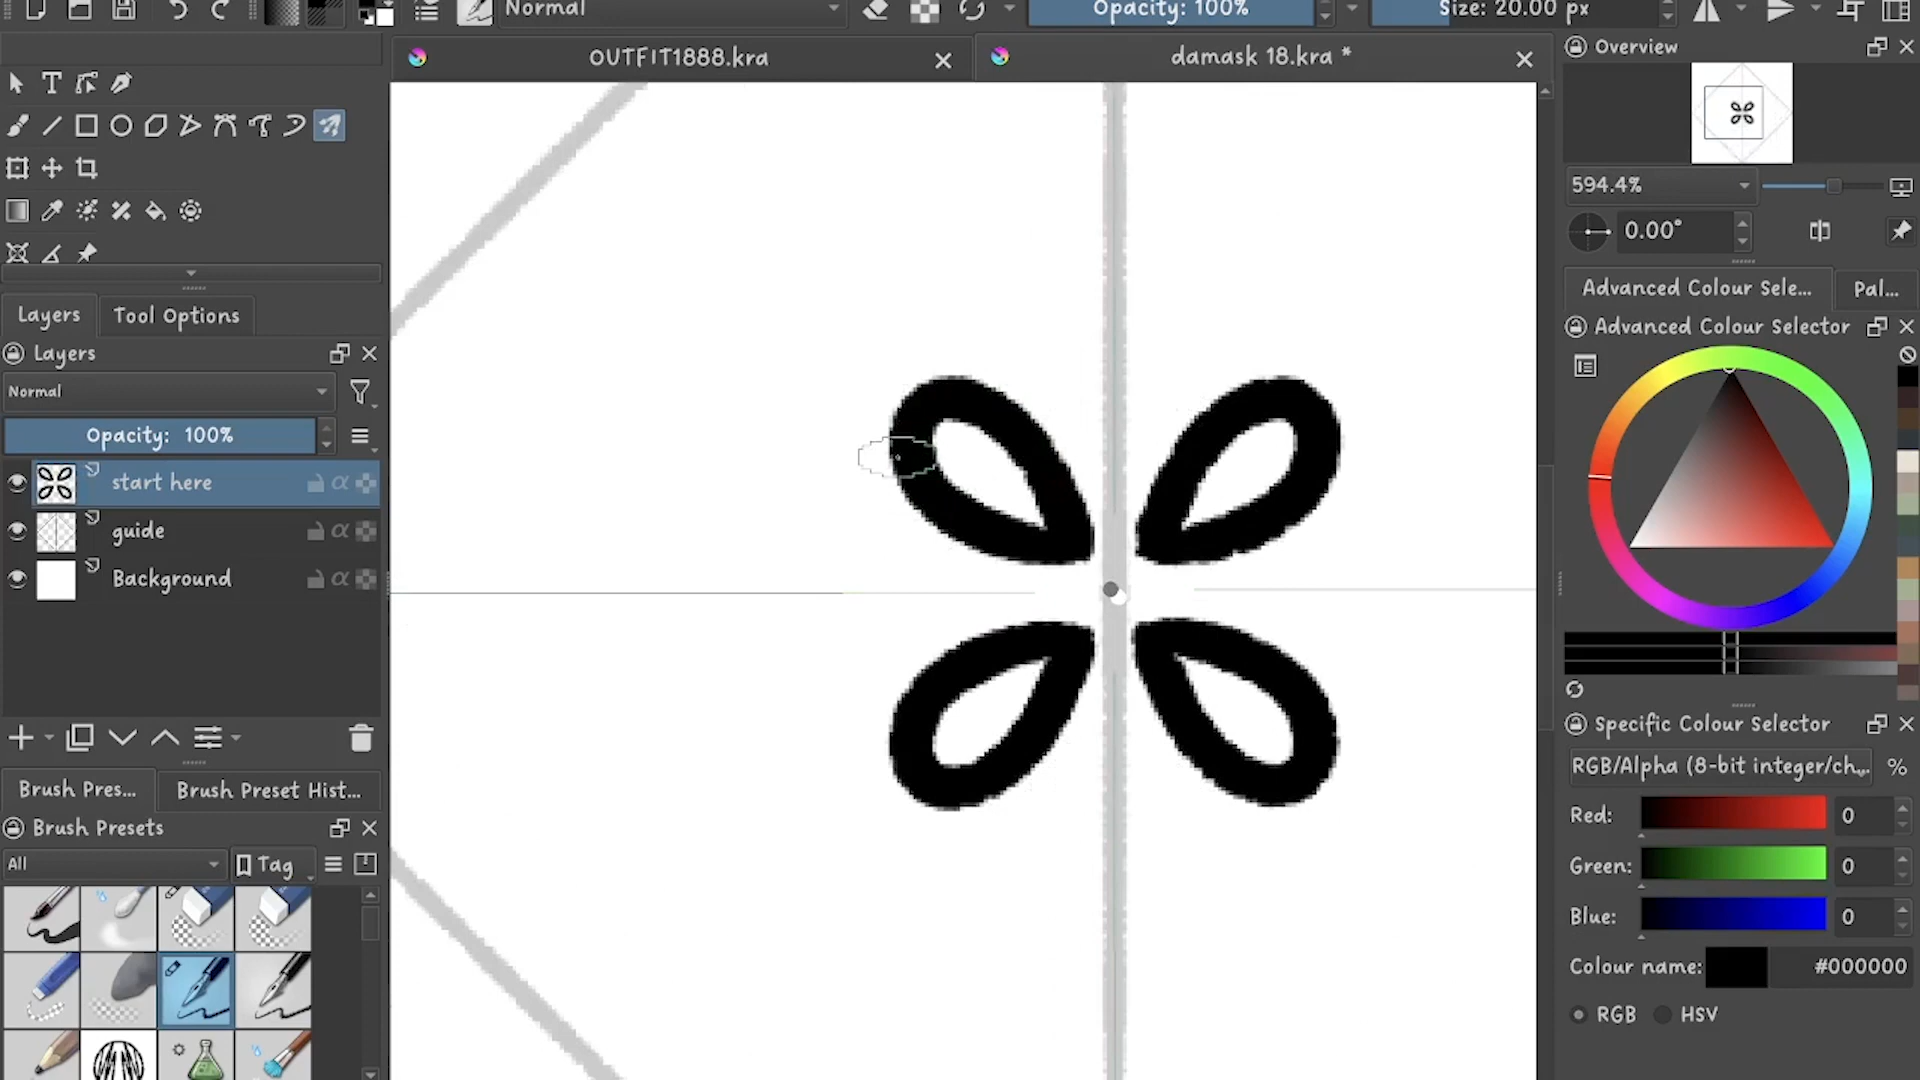 Normal
Opacity: 100%
Size: 20.00 px
OUTFIT1888.kra
damask 18.kra *
Overview
594.4%
0.00°
Advanced Colour Sele...
Pal...
Advanced Colour Selector
Layers
Tool Options
Layers
Normal
Opacity: 100%
start here
guide
Background
Brush Pres...
Brush Preset Hist...
Brush Presets
All
Tag
Specific Colour Selector
RGB/Alpha (8-bit integer/ch...
%
Red:
0
Green:
0
Blue:
0
Colour name:
#000000
RGB
HSV